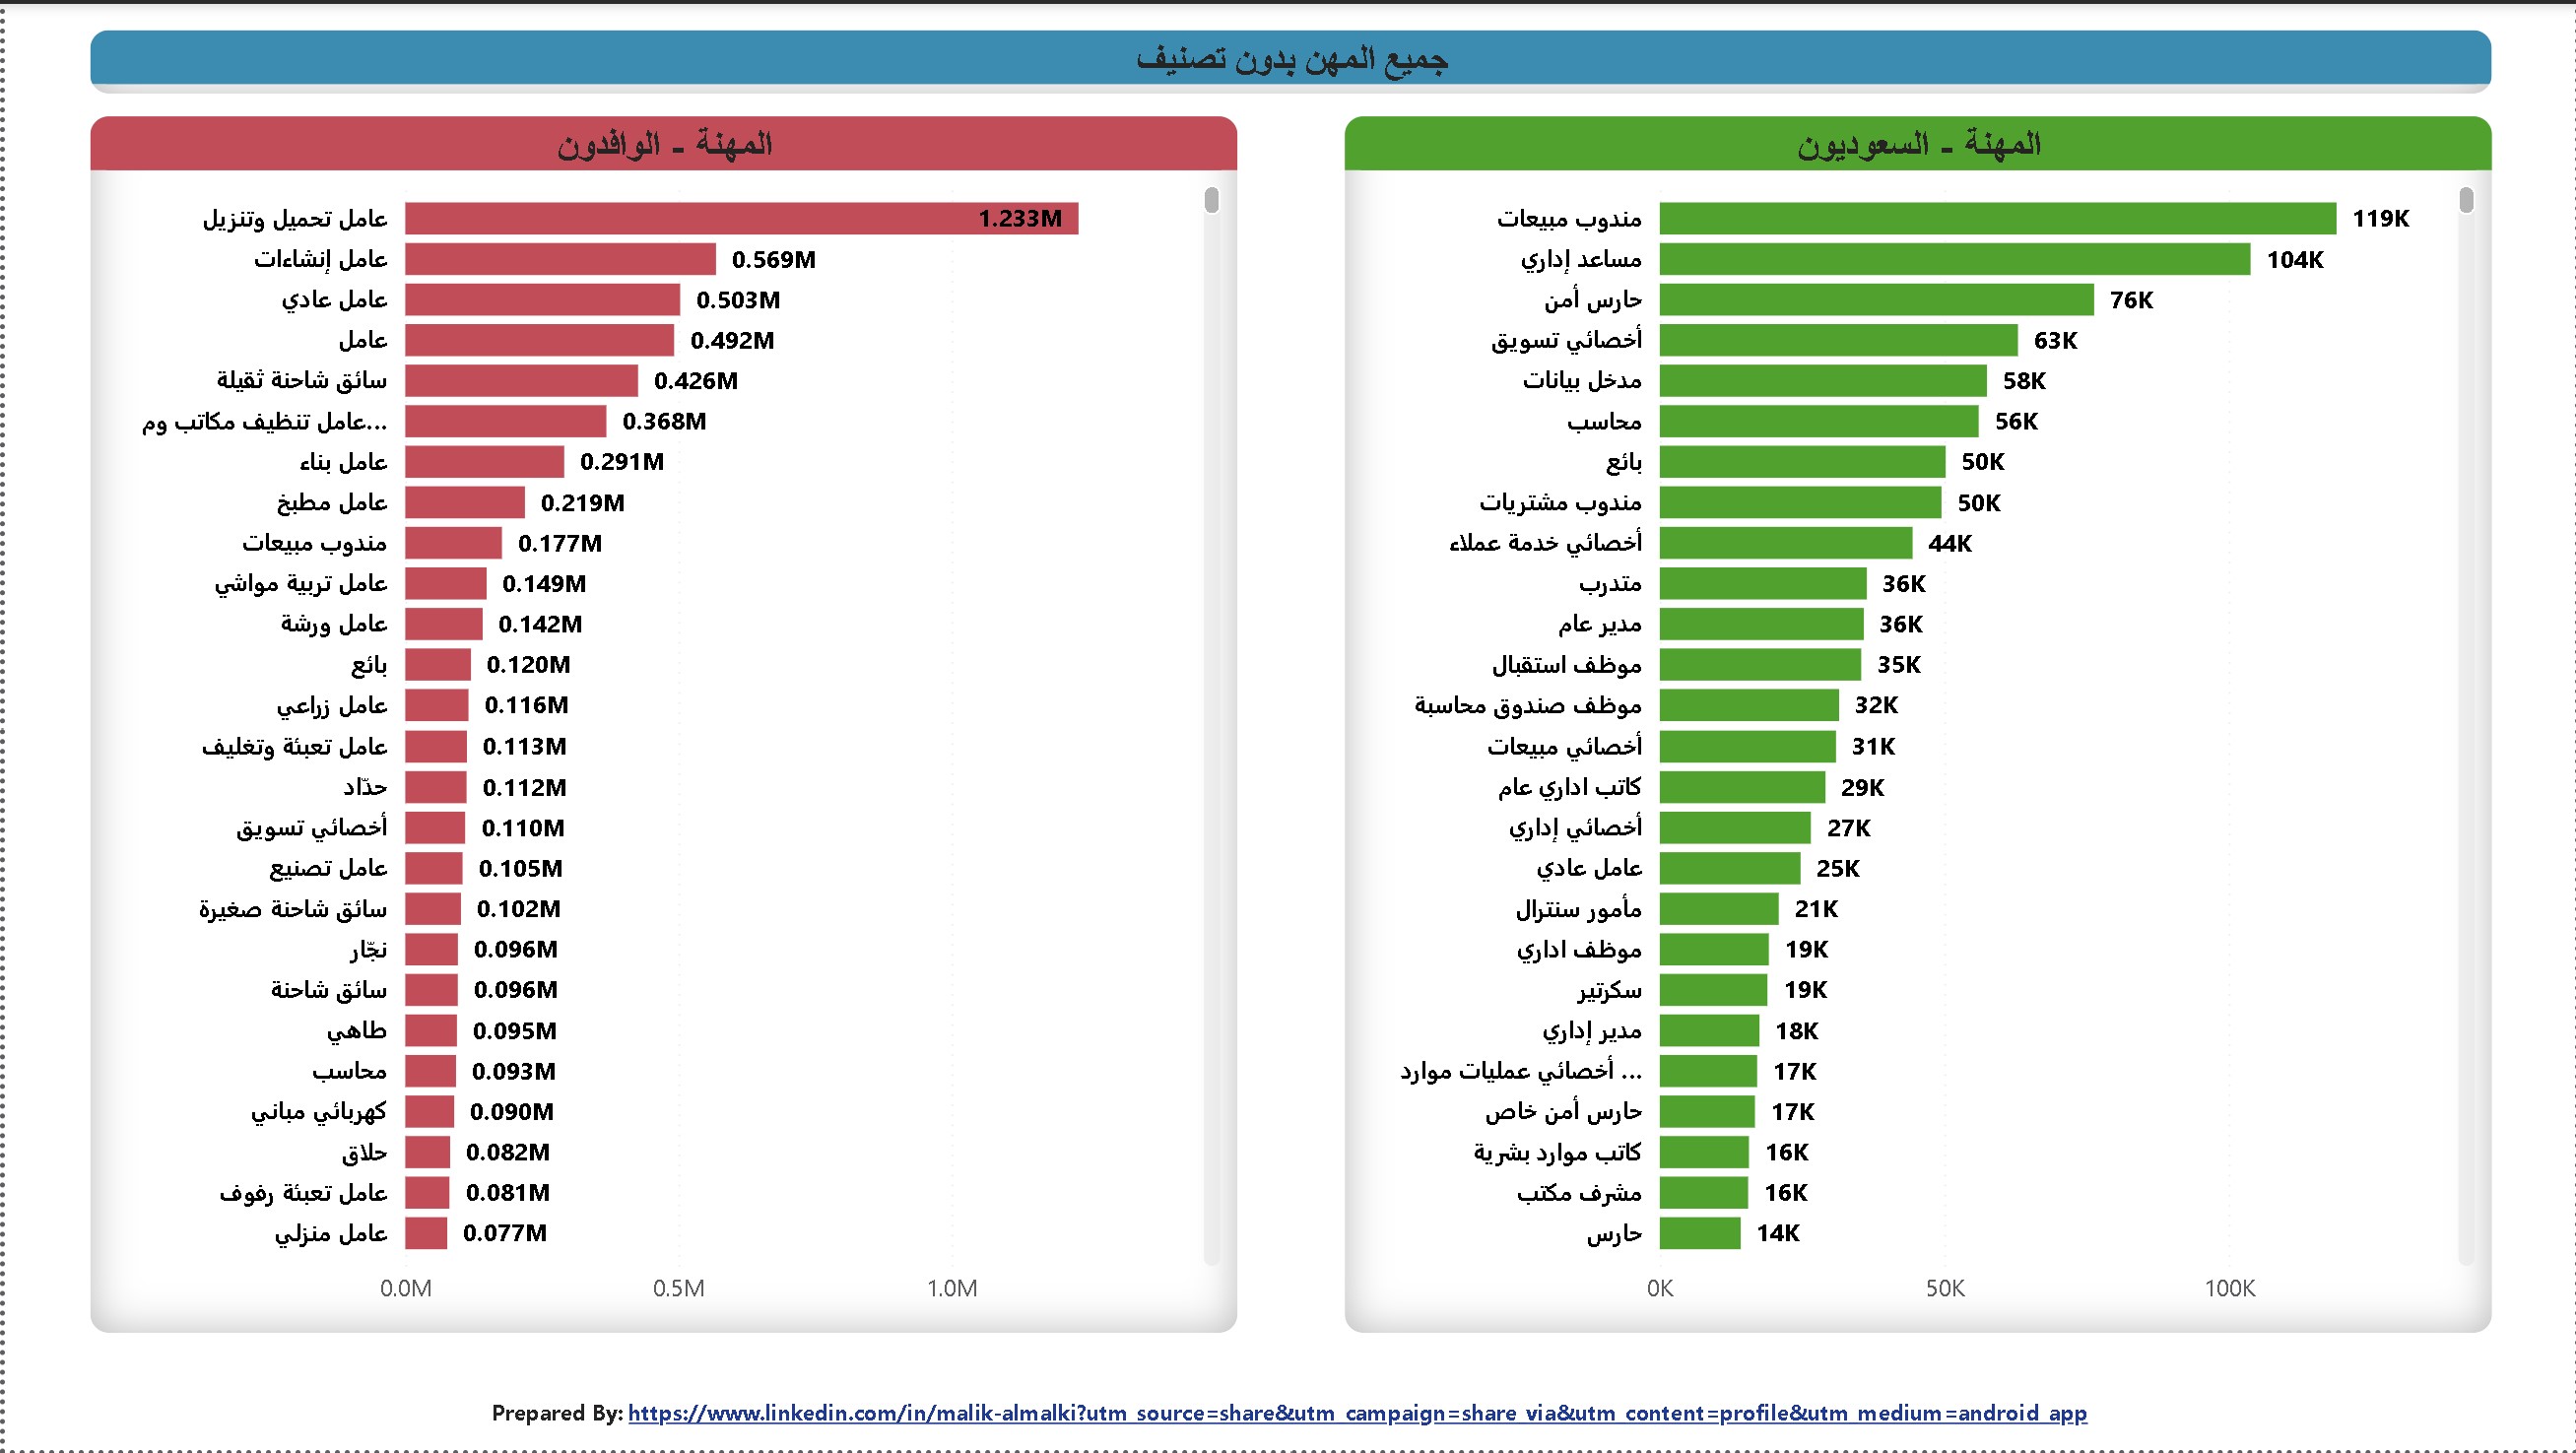 جميع المهن بدون تصنيف
المهنة - السعوديون
مندوب مبيعات 119K
مساعد إداري 104K
حارس أمن 76K
أخصائي تسويق 63K
مدخل بيانات 58K
محاسب 56K
بائع 50K
مندوب مشتريات 50K
أخصائي خدمة عملاء 44K
متدرب 36K
مدير عام 36K
موظف استقبال 35K
موظف صندوق محاسبة 32K
أخصائي مبيعات 31K
كاتب اداري عام 29K
أخصائي إداري 27K
عامل عادي 25K
مأمور سنترال 21K
موظف اداري 19K
سكرتير 19K
مدير إداري 18K
أخصائي عمليات موارد ... 17K
حارس أمن خاص 17K
كاتب موارد بشرية 16K
مشرف مكتب 16K
حارس 14K
0K 50K 100K
المهنة - الوافدون
عامل تحميل وتنزيل 1.233M
عامل إنشاءات 0.569M
عامل عادي 0.503M
عامل 0.492M
سائق شاحنة ثقيلة 0.426M
عامل تنظيف مكاتب وم... 0.368M
عامل بناء 0.291M
عامل مطبخ 0.219M
مندوب مبيعات 0.177M
عامل تربية مواشي 0.149M
عامل ورشة 0.142M
بائع 0.120M
عامل زراعي 0.116M
عامل تعبئة وتغليف 0.113M
حدّاد 0.112M
أخصائي تسويق 0.110M
عامل تصنيع 0.105M
سائق شاحنة صغيرة 0.102M
نجّار 0.096M
سائق شاحنة 0.096M
طاهي 0.095M
محاسب 0.093M
كهربائي مباني 0.090M
حلاق 0.082M
عامل تعبئة رفوف 0.081M
عامل منزلي 0.077M
0.0M 0.5M 1.0M
Prepared By: https://www.linkedin.com/in/malik-almalki?utm_source=share&utm_campaign=share_via&utm_content=profile&utm_medium=android_app